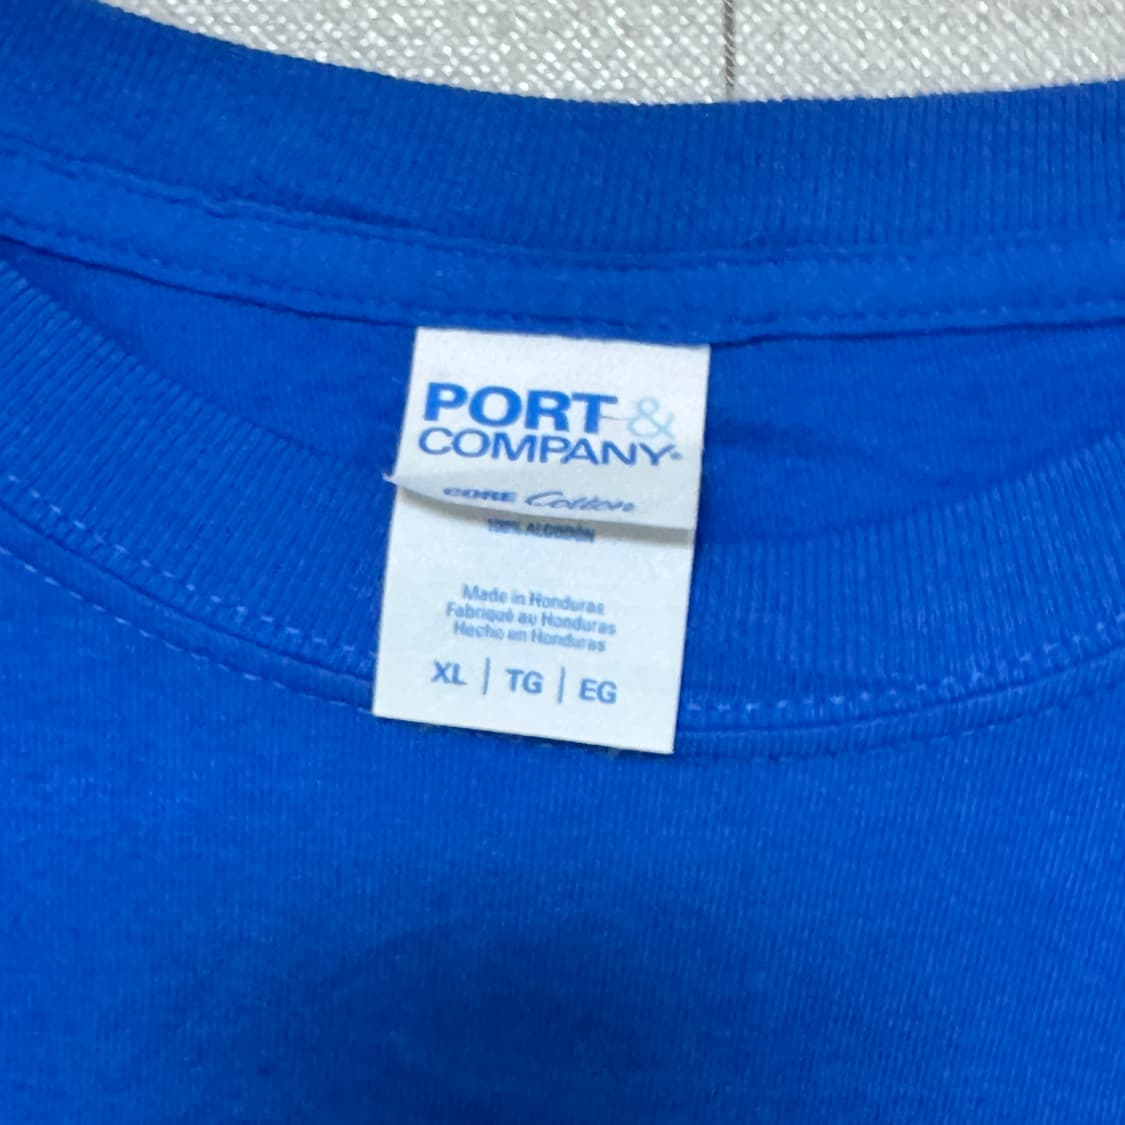 PORT &
COMPANY®
CORE Cotton
100% ALGODÓN
Made in Honduras
Fabriqué au Honduras
Hecho en Honduras
XL | TG | EG